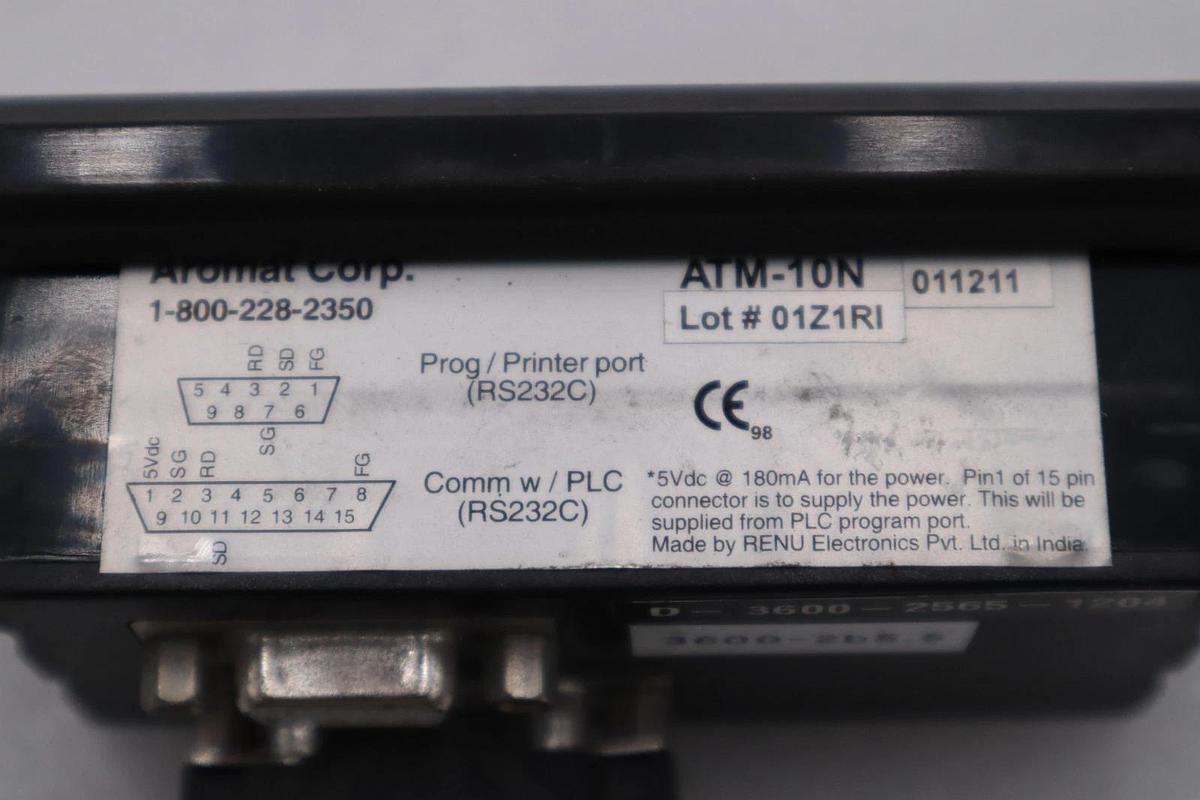 Aromat Corp.
1-800-228-2350
ATM-10N
011211
Lot # 01Z1RI
RD SD FG
5 4 3 2 1
9 8 7 6
SG
Prog / Printer port
(RS232C)
CE 98
5Vdc SG RD FG
1 2 3 4 5 6 7 8
9 10 11 12 13 14 15
SD
Comm w / PLC
(RS232C)
*5Vdc @ 180mA for the power. Pin1 of 15 pin
connector is to supply the power. This will be
supplied from PLC program port.
Made by RENU Electronics Pvt. Ltd. in India
D - 3600 - 2565 - 1204